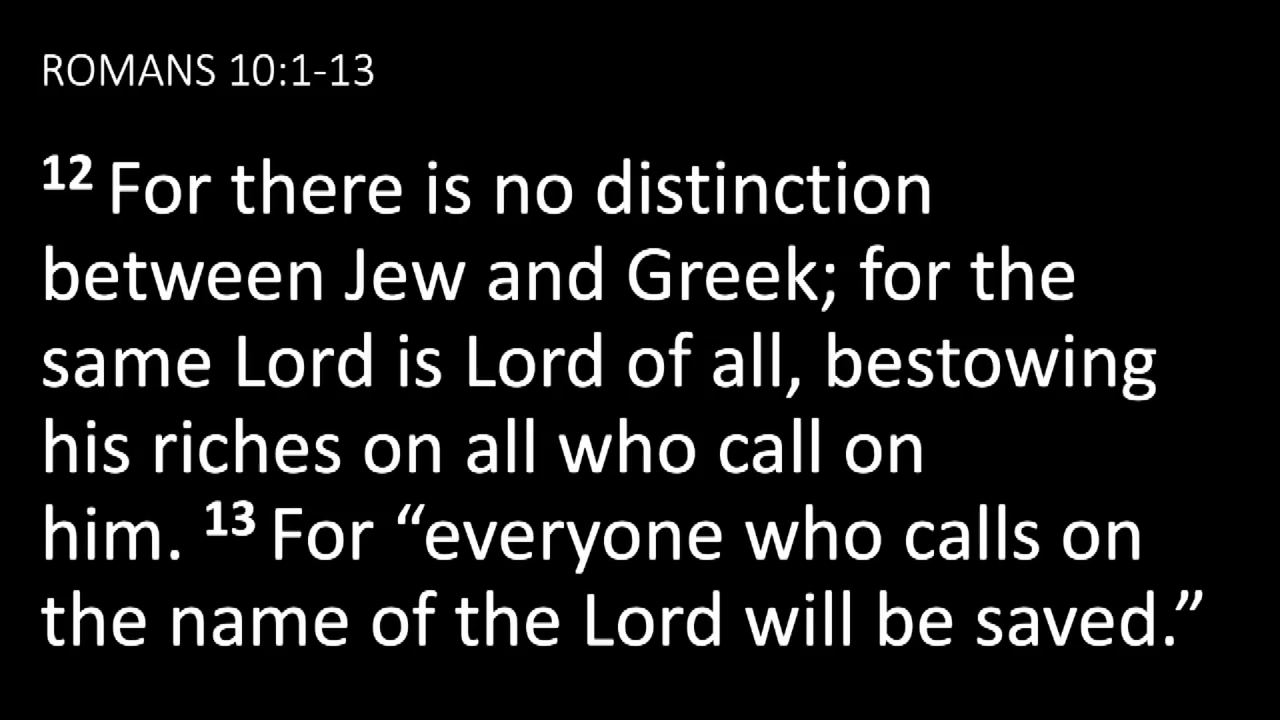 ROMANS 10:1-13
12 For there is no distinction
between Jew and Greek; for the
same Lord is Lord of all, bestowing
his riches on all who call on
him. 13 For “everyone who calls on
the name of the Lord will be saved.”